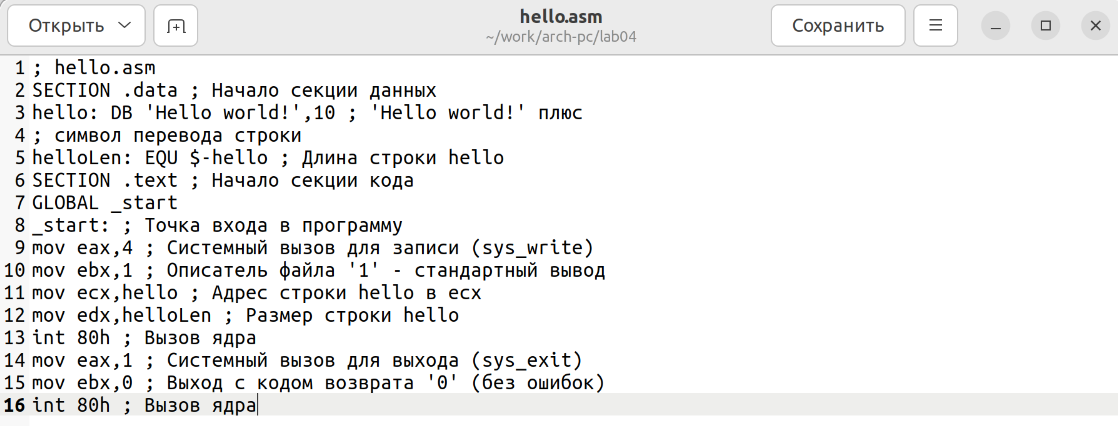 Открыть
hello.asm
~/work/arch-pc/lab04
Сохранить
1 ; hello.asm
2 SECTION .data ; Начало секции данных
3 hello: DB 'Hello world!',10 ; 'Hello world!' плюс
4 ; символ перевода строки
5 helloLen: EQU $-hello ; Длина строки hello
6 SECTION .text ; Начало секции кода
7 GLOBAL _start
8 _start: ; Точка входа в программу
9 mov eax,4 ; Системный вызов для записи (sys_write)
10 mov ebx,1 ; Описатель файла '1' - стандартный вывод
11 mov ecx,hello ; Адрес строки hello в ecx
12 mov edx,helloLen ; Размер строки hello
13 int 80h ; Вызов ядра
14 mov eax,1 ; Системный вызов для выхода (sys_exit)
15 mov ebx,0 ; Выход с кодом возврата '0' (без ошибок)
16 int 80h ; Вызов ядра